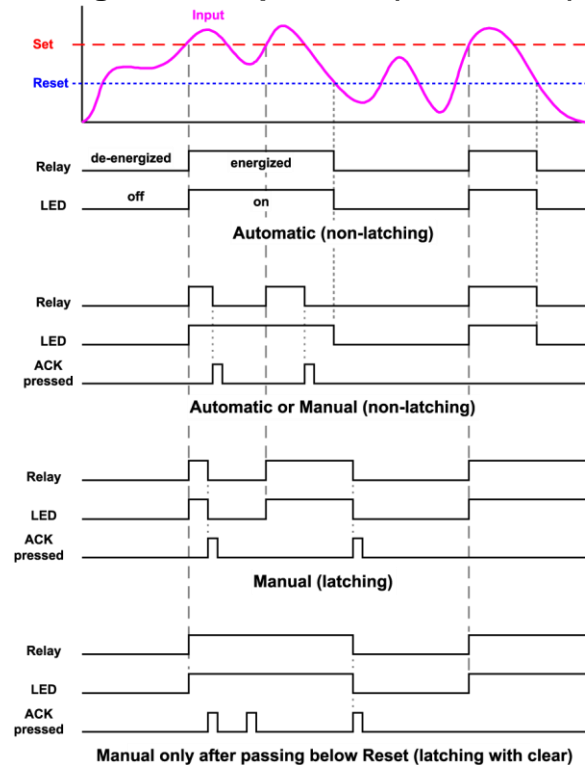 Input
Set
Reset
de-energized
energized
Relay
off
on
LED
Automatic (non-latching)
Relay
LED
ACK
pressed
Automatic or Manual (non-latching)
Relay
LED
ACK
pressed
Manual (latching)
Relay
LED
ACK
pressed
Manual only after passing below Reset (latching with clear)